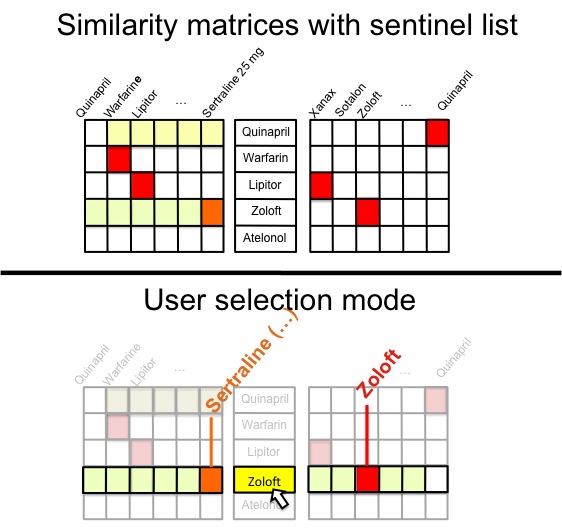 Similarity matrices with sentinel list
Quinapril
Warfarine
Lipitor
...
Sertraline 25 mg
Xanax
Sotalon
Zoloft
...
Quinapril
Quinapril
Warfarin
Lipitor
Zoloft
Atelonol
User selection mode
Quinapril
Warfarine
Lipitor
...
Sertraline (...)
Zoloft
...
Quinapril
Quinapril
Warfarin
Lipitor
Zoloft
Atelonol